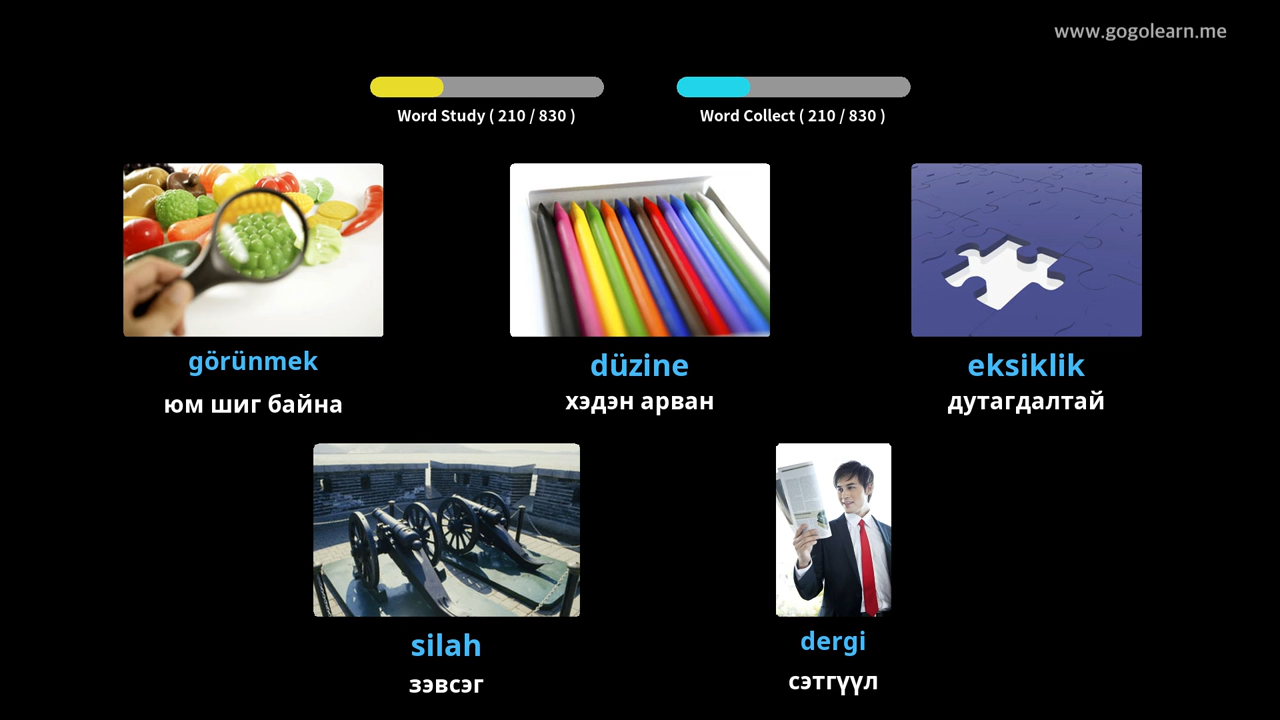 www.gogolearn.me
Word Study ( 210 / 830 )
Word Collect ( 210 / 830 )
görünmek
юм шиг байна
düzine
хэдэн арван
eksiklik
дутагдалтай
silah
зэвсэг
dergi
сэтгүүл